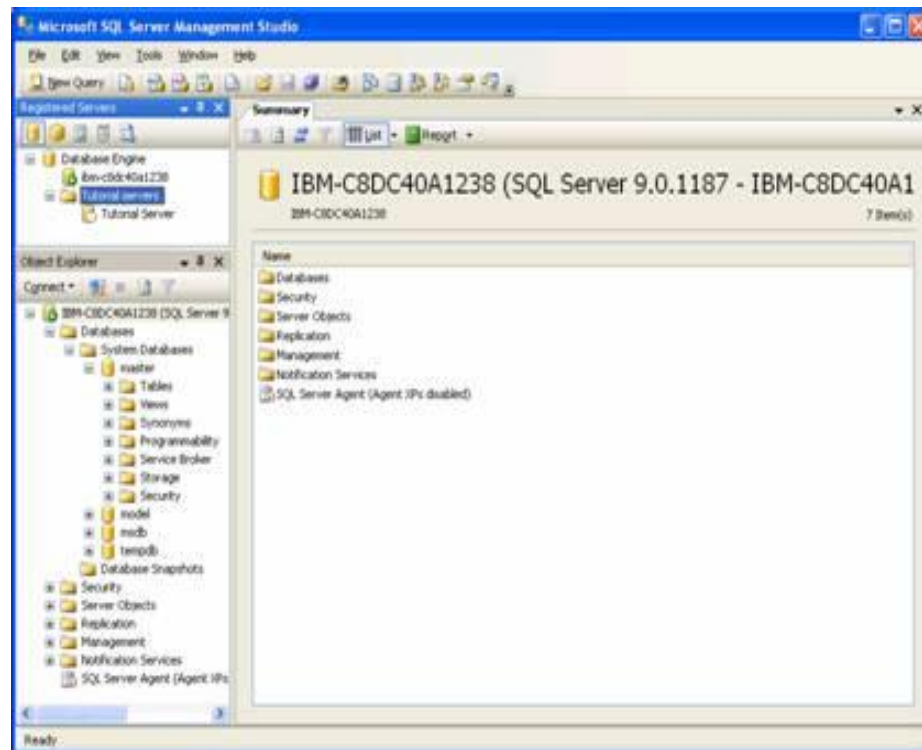 Microsoft SQL Server Management Studio
File Edit View Tools Window Help
New Query
Registered Servers
Database Engine
ibm-c8dc40a1238
Tutorial servers
Tutorial Server
Object Explorer
Connect
IBM-C8DC40A1238 (SQL Server 9
Databases
System Databases
master
Tables
Views
Synonyms
Programmability
Service Broker
Storage
Security
model
msdb
tempdb
Database Snapshots
Security
Server Objects
Replication
Management
Notification Services
SQL Server Agent (Agent XPs
Summary
List Report
IBM-C8DC40A1238 (SQL Server 9.0.1187 - IBM-C8DC40A1
IBM-C8DC40A1238 7 Item(s)
Name
Databases
Security
Server Objects
Replication
Management
Notification Services
SQL Server Agent (Agent XPs disabled)
Ready